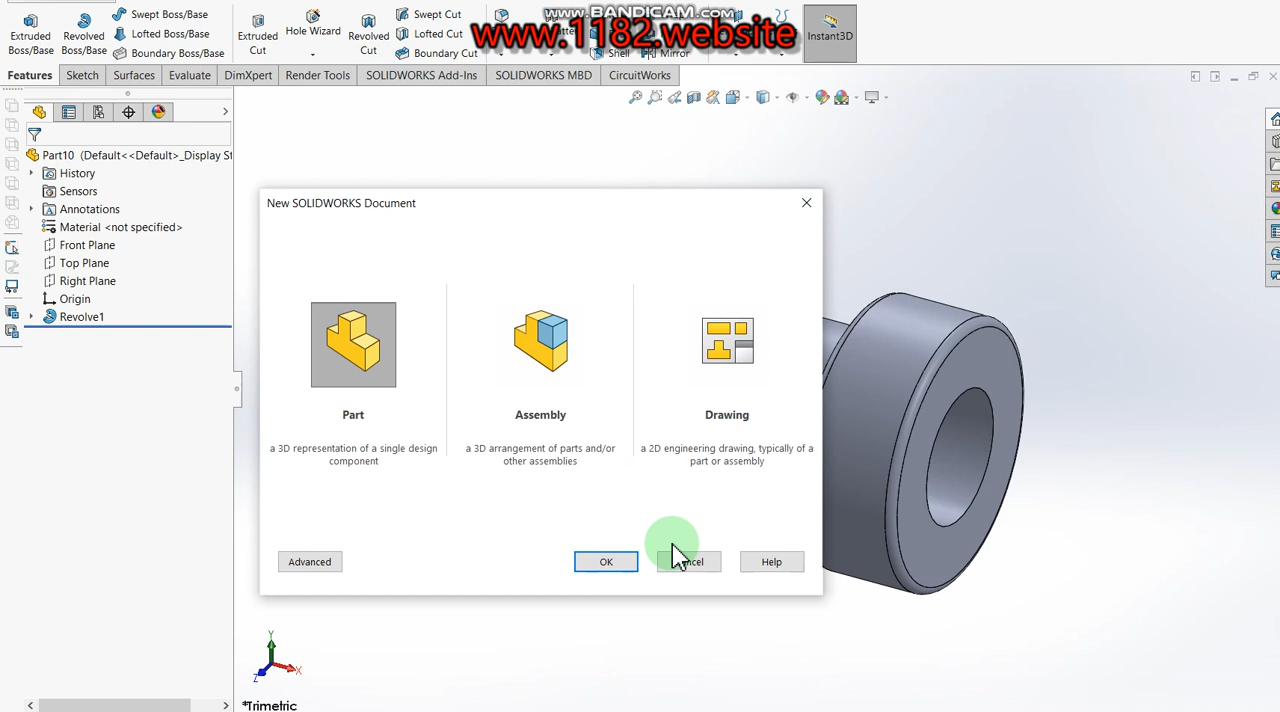 www.BANDICAM.com
www.1182.website
Extruded Boss/Base
Revolved Boss/Base
Swept Boss/Base
Lofted Boss/Base
Boundary Boss/Base
Extruded Cut
Hole Wizard
Revolved Cut
Swept Cut
Lofted Cut
Boundary Cut
Shell
Mirror
Instant3D
Features
Sketch
Surfaces
Evaluate
DimXpert
Render Tools
SOLIDWORKS Add-Ins
SOLIDWORKS MBD
CircuitWorks
Part10 (Default<<Default>_Display St
History
Sensors
Annotations
Material <not specified>
Front Plane
Top Plane
Right Plane
Origin
Revolve1
New SOLIDWORKS Document
Part
a 3D representation of a single design
component
Assembly
a 3D arrangement of parts and/or
other assemblies
Drawing
a 2D engineering drawing, typically of a
part or assembly
Advanced
OK
Help
Y
X
Z
*Trimetric